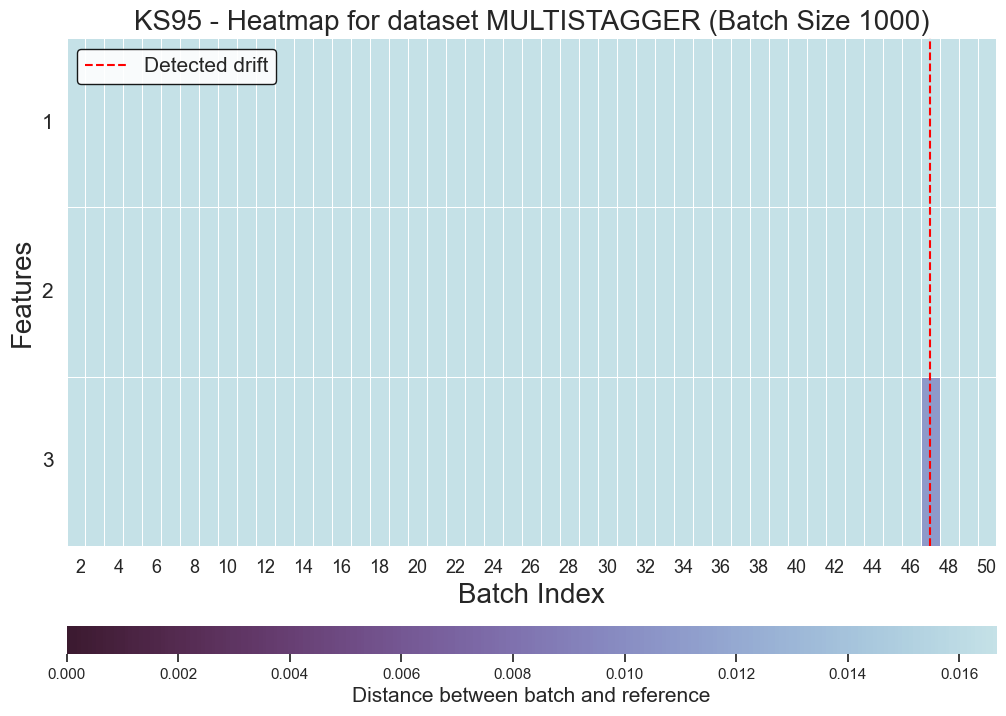 KS95 - Heatmap for dataset MULTISTAGGER (Batch Size 1000)
Detected drift
1
2
3
Features
2 4 6 8 10 12 14 16 18 20 22 24 26 28 30 32 34 36 38 40 42 44 46 48 50
Batch Index
0.000 0.002 0.004 0.006 0.008 0.010 0.012 0.014 0.016
Distance between batch and reference